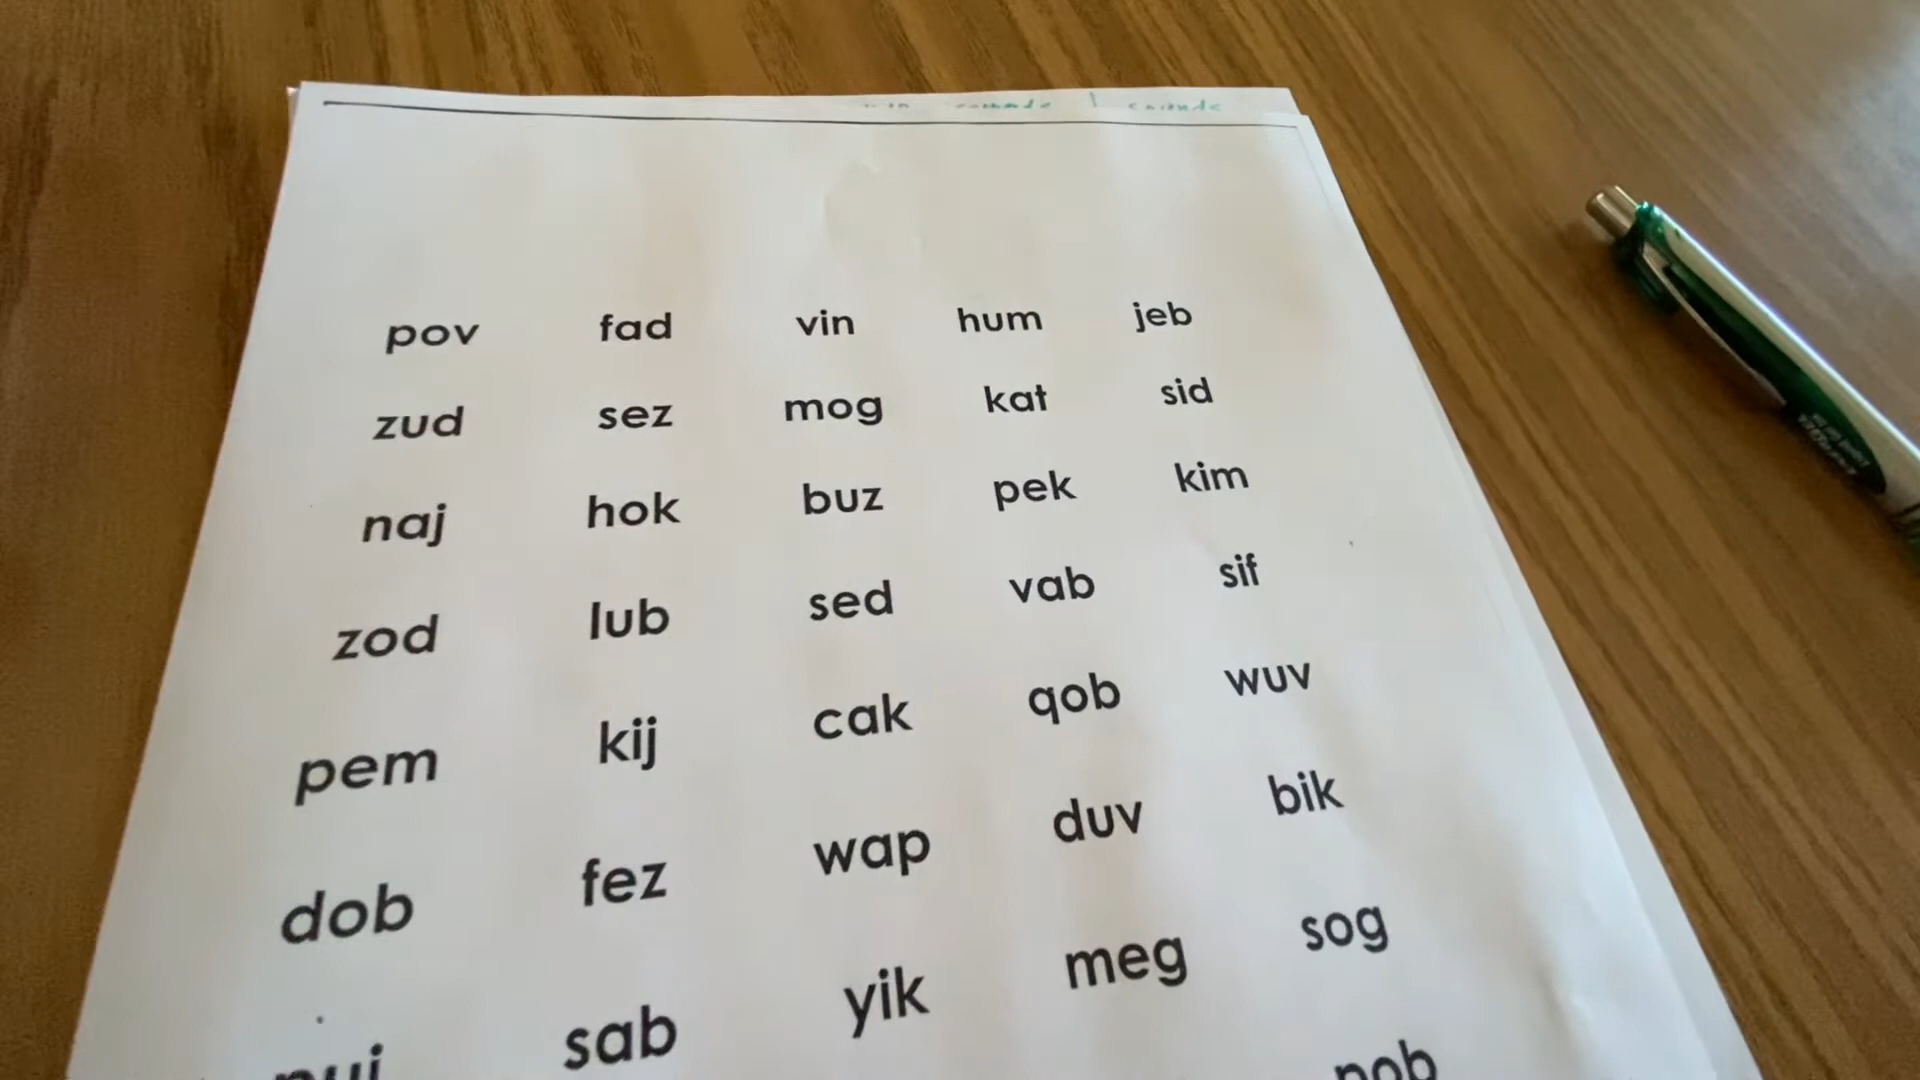 pov fad vin hum jeb
zud sez mog kat sid
naj hok buz pek kim
zod lub sed vab sif
pem kij cak qob wuv
dob fez wap duv bik
sab yik meg sog